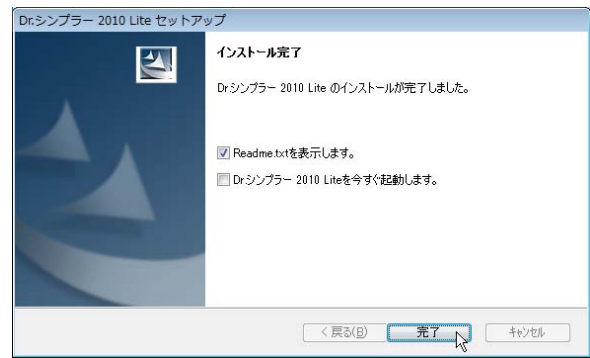 Dr.シンプラー 2010 Lite セットアップ
インストール完了
Dr.シンプラー 2010 Lite のインストールが完了しました。
Readme.txtを表示します。
Dr.シンプラー 2010 Liteを今すぐ起動します。
< 戻る(B) 完了 キャンセル